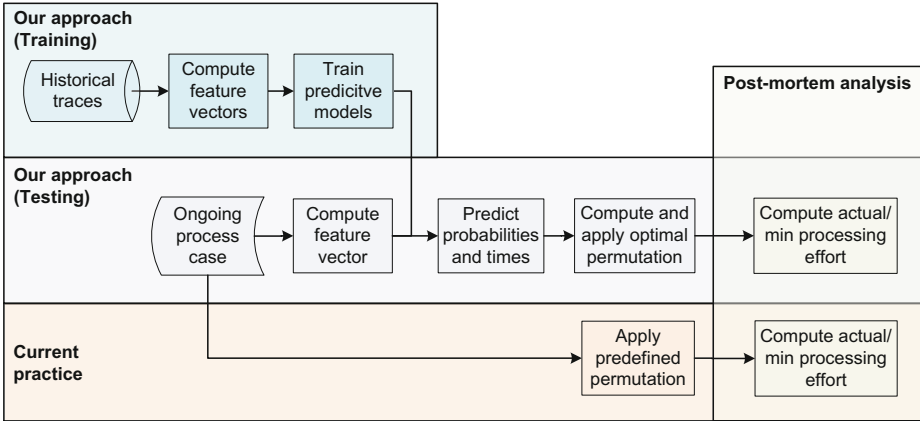 Our approach
(Training)
Historical
traces
Compute
feature
vectors
Train
predicitve
models
Post-mortem analysis
Our approach
(Testing)
Ongoing
process
case
Compute
feature
vector
Predict
probabilities
and times
Compute and
apply optimal
permutation
Compute actual/
min processing
effort
Current
practice
Apply
predefined
permutation
Compute actual/
min processing
effort